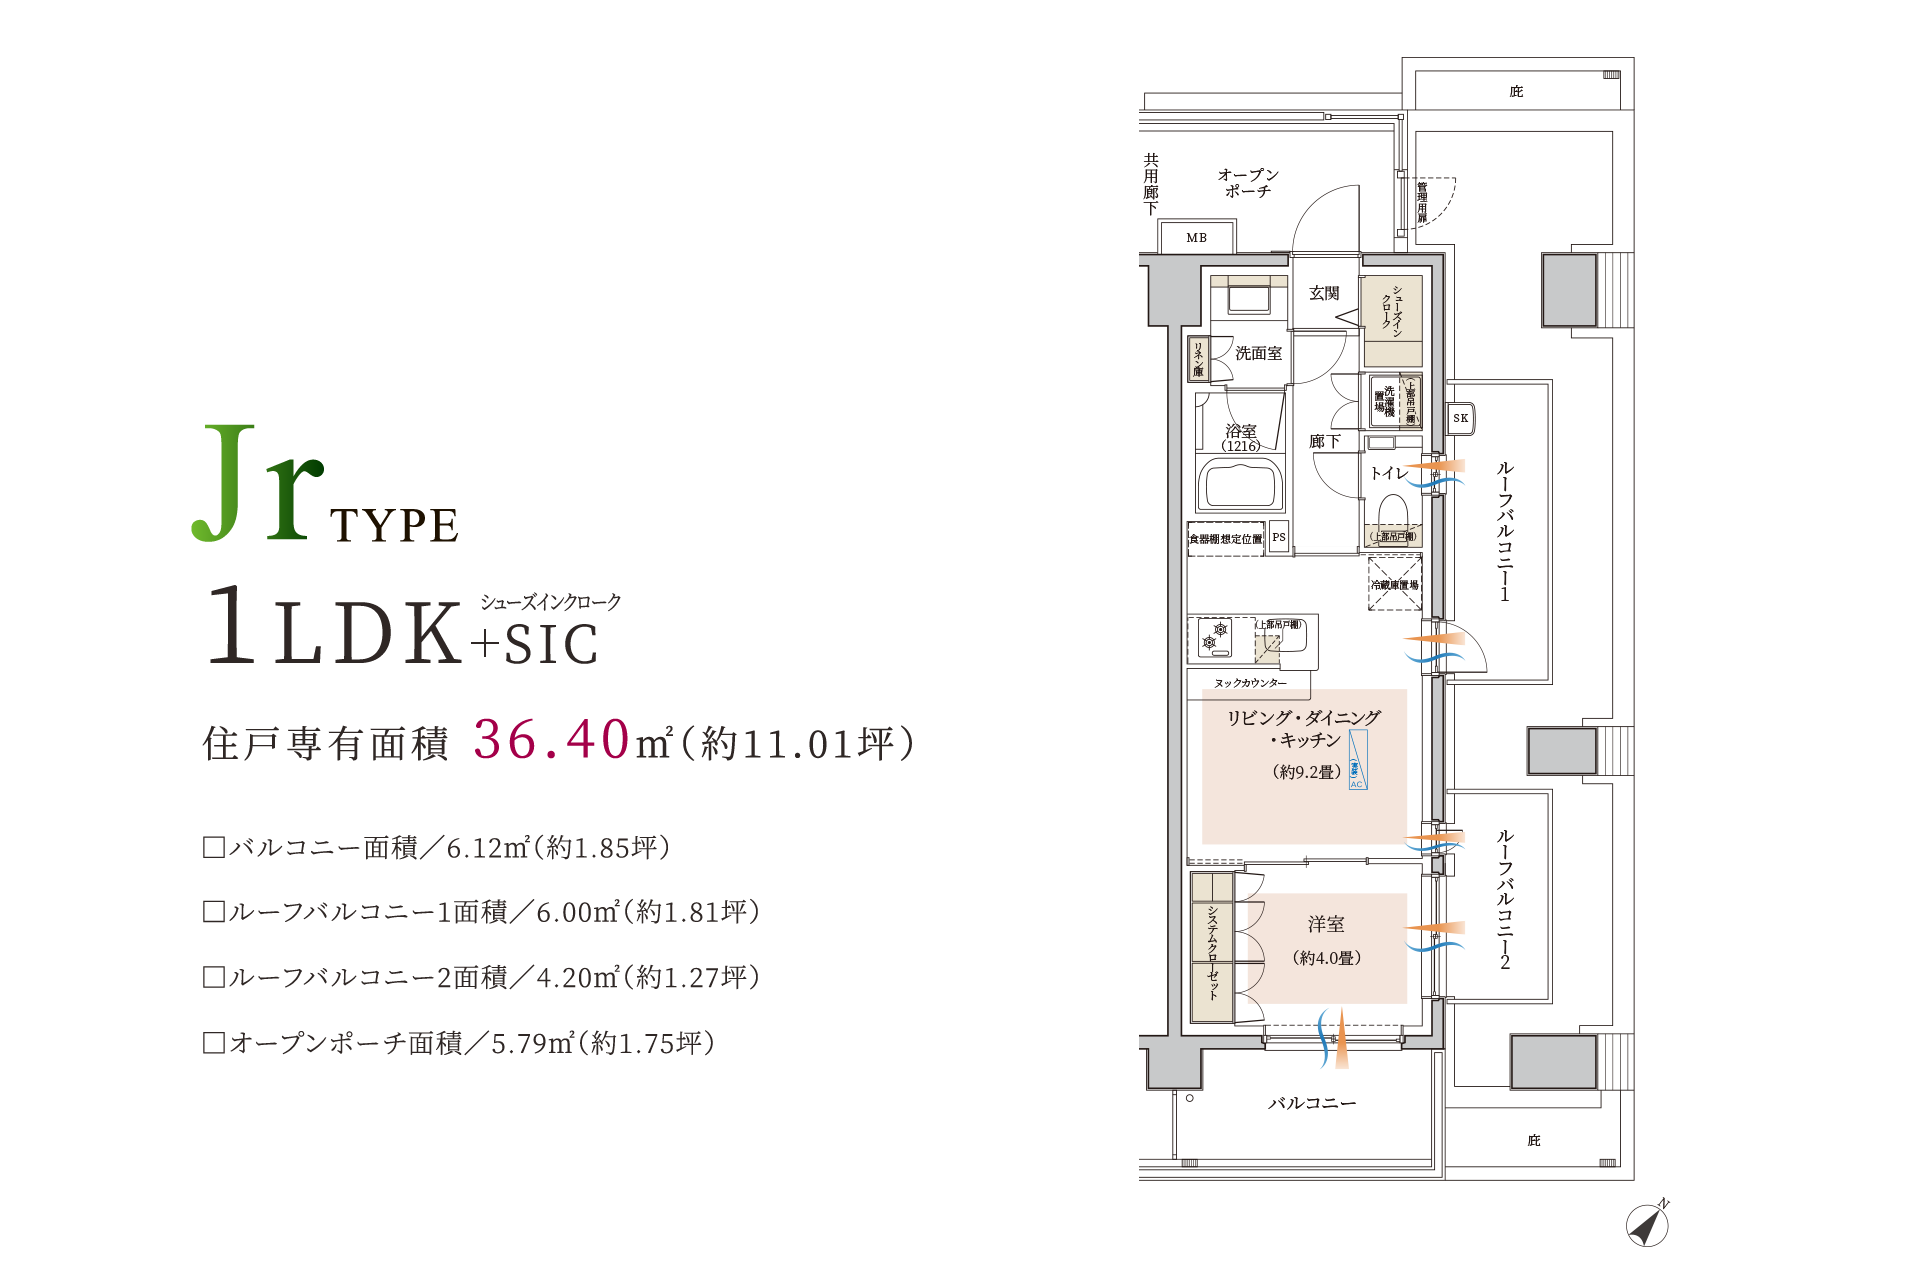 Jr TYPE
シューズインクローク
1LDK+SIC
住戸専有面積 36.40㎡(約11.01坪)
□バルコニー面積／6.12㎡(約1.85坪)
□ルーフバルコニー1面積／6.00㎡(約1.81坪)
□ルーフバルコニー2面積／4.20㎡(約1.27坪)
□オープンポーチ面積／5.79㎡(約1.75坪)
庇
共用廊下
オープン
ポーチ
管理用扉
MB
玄関
シューズイン
クローク
リネン庫
洗面室
洗濯機
置場
(上部吊戸棚)
SK
浴室
(1216)
廊下
トイレ
(上部吊戸棚)
ルーフバルコニー1
食器棚想定位置
PS
冷蔵庫置場
(上部吊戸棚)
ヌックカウンター
リビング・ダイニング
・キッチン
(約9.2畳)
AC
ルーフバルコニー2
システムクローゼット
洋室
(約4.0畳)
バルコニー
庇
N